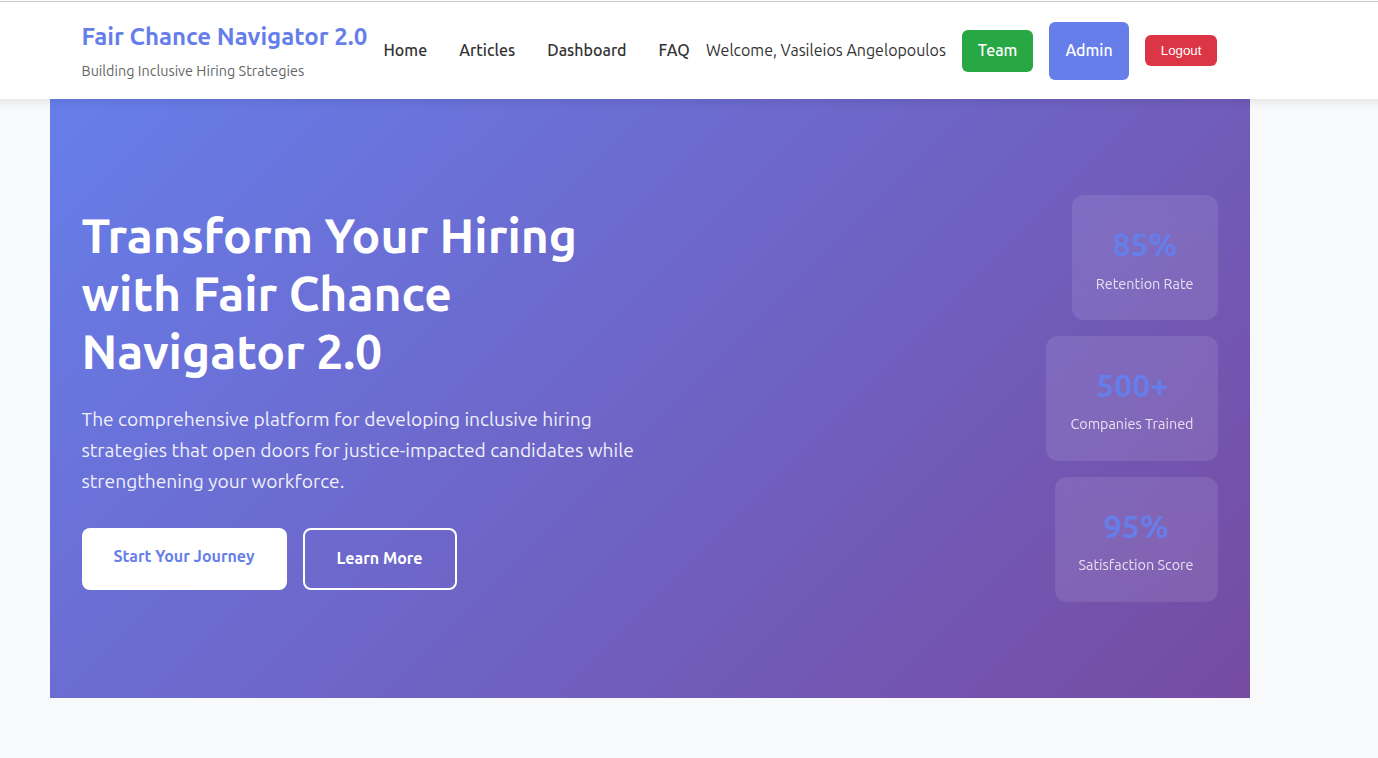 Fair Chance Navigator 2.0
Building Inclusive Hiring Strategies
Home Articles Dashboard FAQ Welcome, Vasileios Angelopoulos Team Admin Logout
Transform Your Hiring
with Fair Chance
Navigator 2.0
The comprehensive platform for developing inclusive hiring
strategies that open doors for justice-impacted candidates while
strengthening your workforce.
Start Your Journey
Learn More
85%
Retention Rate
500+
Companies Trained
95%
Satisfaction Score